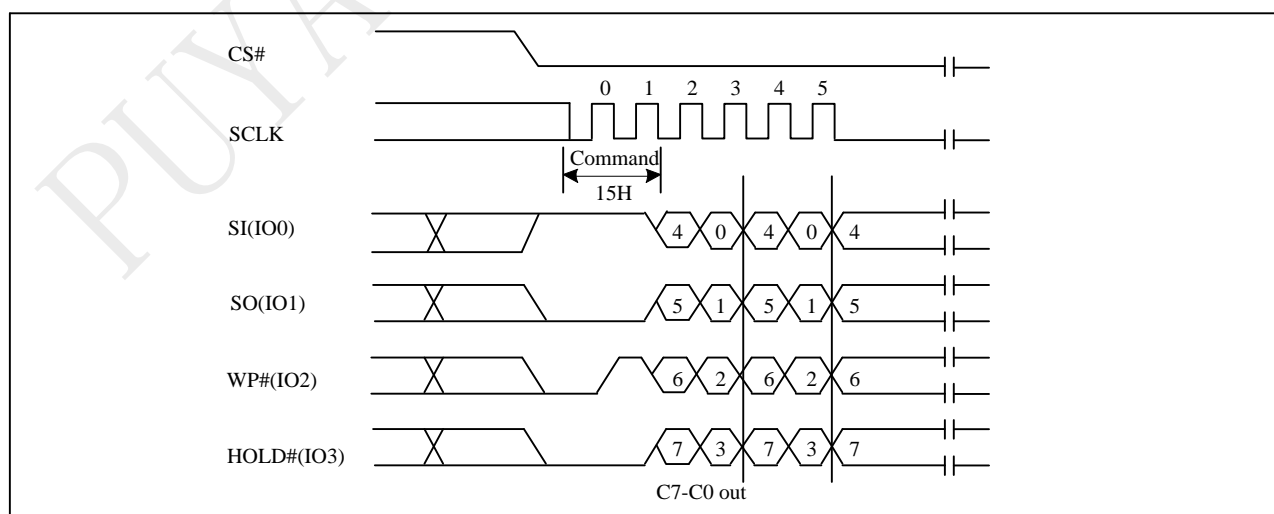 PUYA
CS#
0 1 2 3 4 5
SCLK
Command
15H
SI(IO0) 4 0 4 0 4
SO(IO1) 5 1 5 1 5
WP#(IO2) 6 2 6 2 6
HOLD#(IO3) 7 3 7 3 7
C7-C0 out